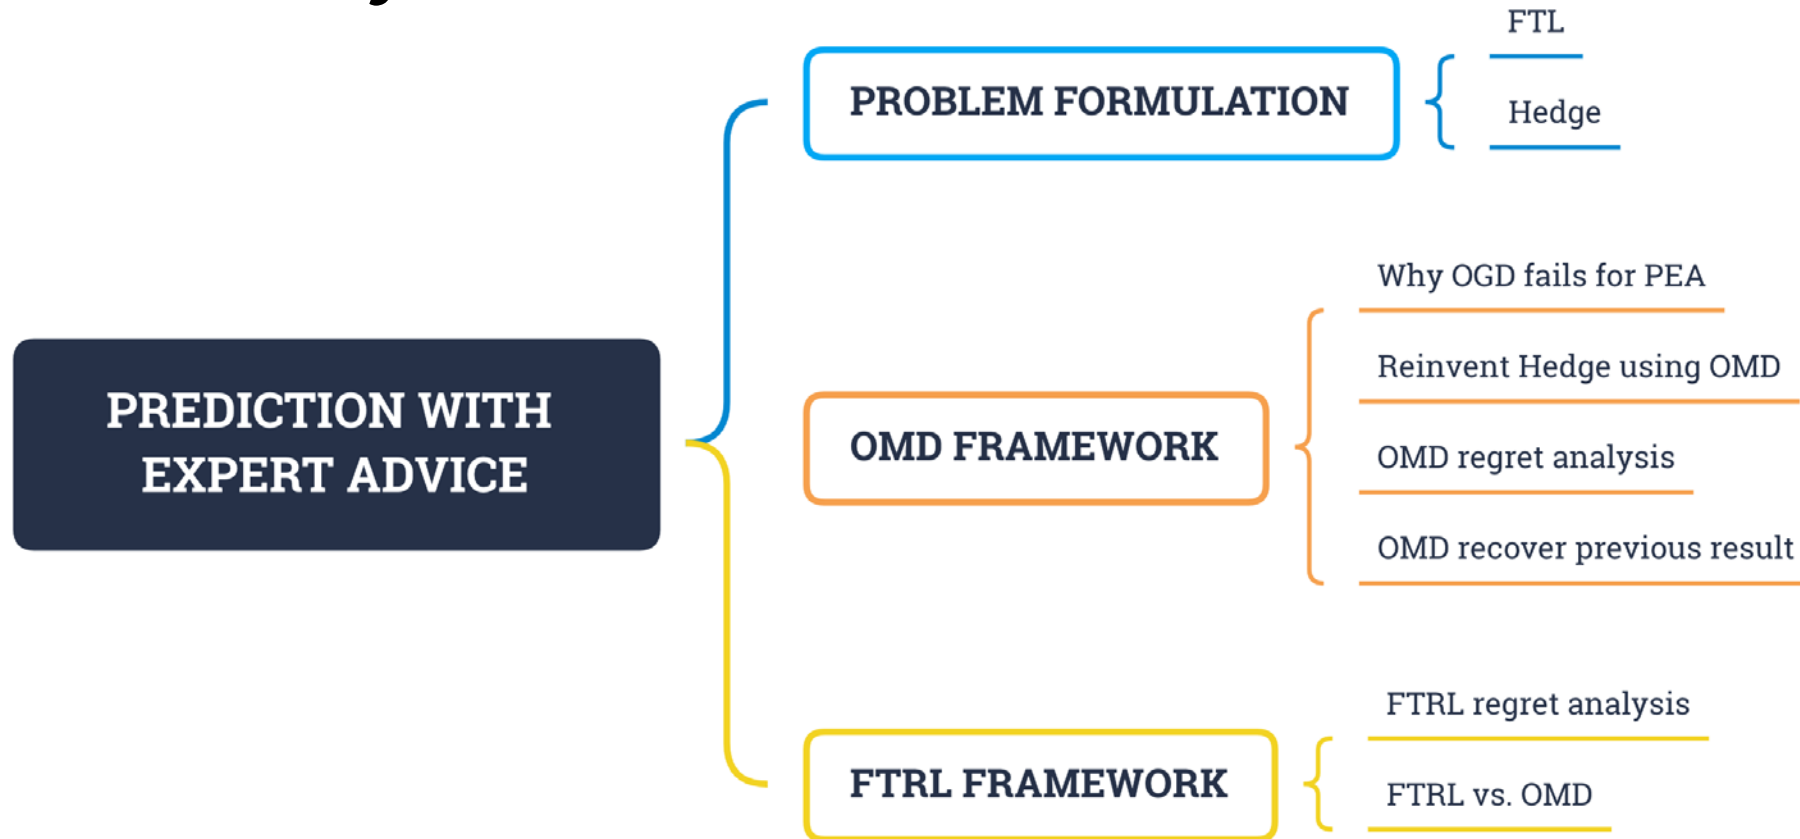 PREDICTION WITH
EXPERT ADVICE
PROBLEM FORMULATION
FTL
Hedge
OMD FRAMEWORK
Why OGD fails for PEA
Reinvent Hedge using OMD
OMD regret analysis
OMD recover previous result
FTRL FRAMEWORK
FTRL regret analysis
FTRL vs. OMD